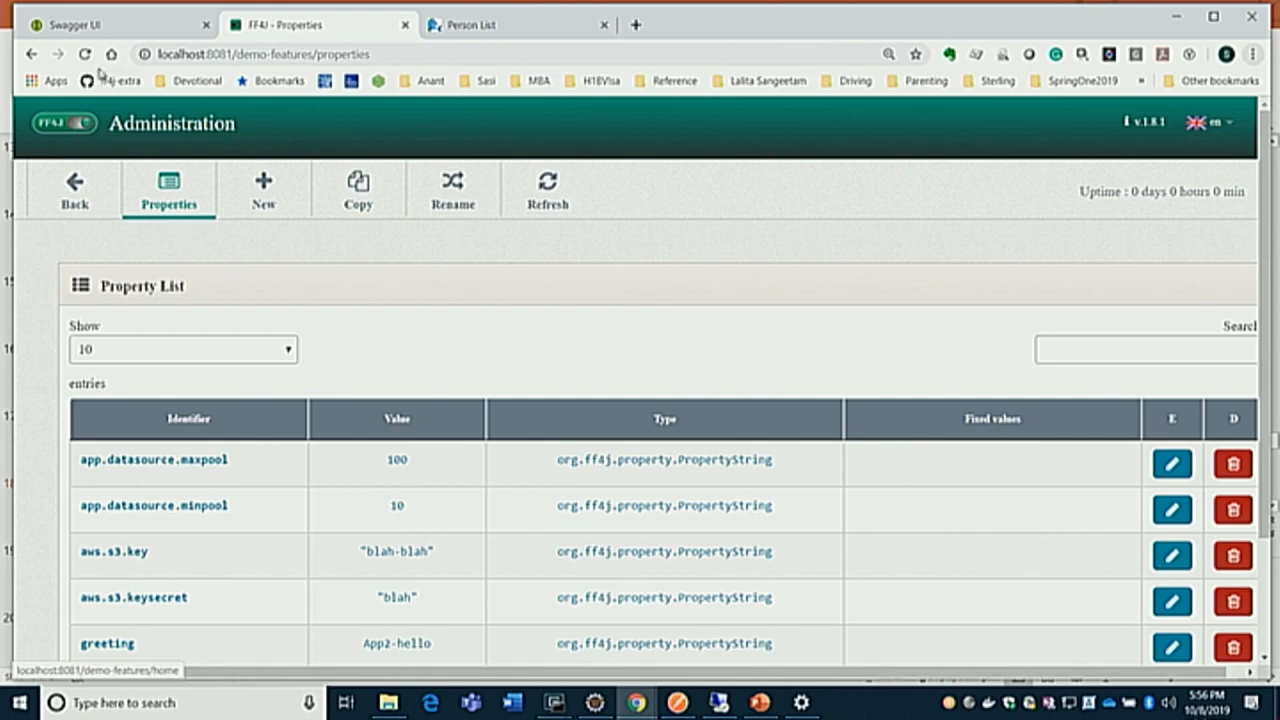 Swagger UI
FF4J - Properties
Person List
localhost:8081/demo-features/properties
Apps
ff4j-extra
Devotional
Bookmarks
Anant
Sasi
MBA
H1BVisa
Reference
Lalita Sangeetam
Driving
Parenting
Sterling
SpringOne2019
»
Other bookmarks
FF4J
Administration
v.1.8.1
en
Back
Properties
New
Copy
Rename
Refresh
Uptime : 0 days 0 hours 0 min
Property List
Show
Search
10
entries
Identifier Value Type Fixed values E D
app.datasource.maxpool 100 org.ff4j.property.PropertyString
app.datasource.minpool 10 org.ff4j.property.PropertyString
aws.s3.key "blah-blah" org.ff4j.property.PropertyString
aws.s3.keysecret "blah" org.ff4j.property.PropertyString
greeting App2-hello org.ff4j.property.PropertyString
localhost:8081/demo-features/home
Type here to search
5:56 PM
10/8/2019